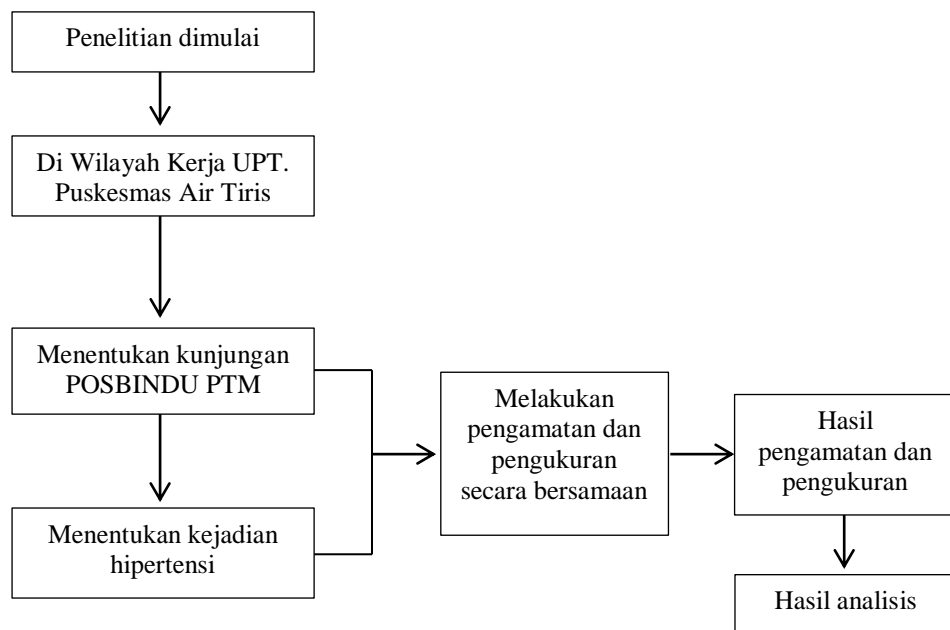 Penelitian dimulai
Di Wilayah Kerja UPT.
Puskesmas Air Tiris
Menentukan kunjungan
POSBINDU PTM
Menentukan kejadian
hipertensi
Melakukan
pengamatan dan
pengukuran
secara bersamaan
Hasil
pengamatan dan
pengukuran
Hasil analisis